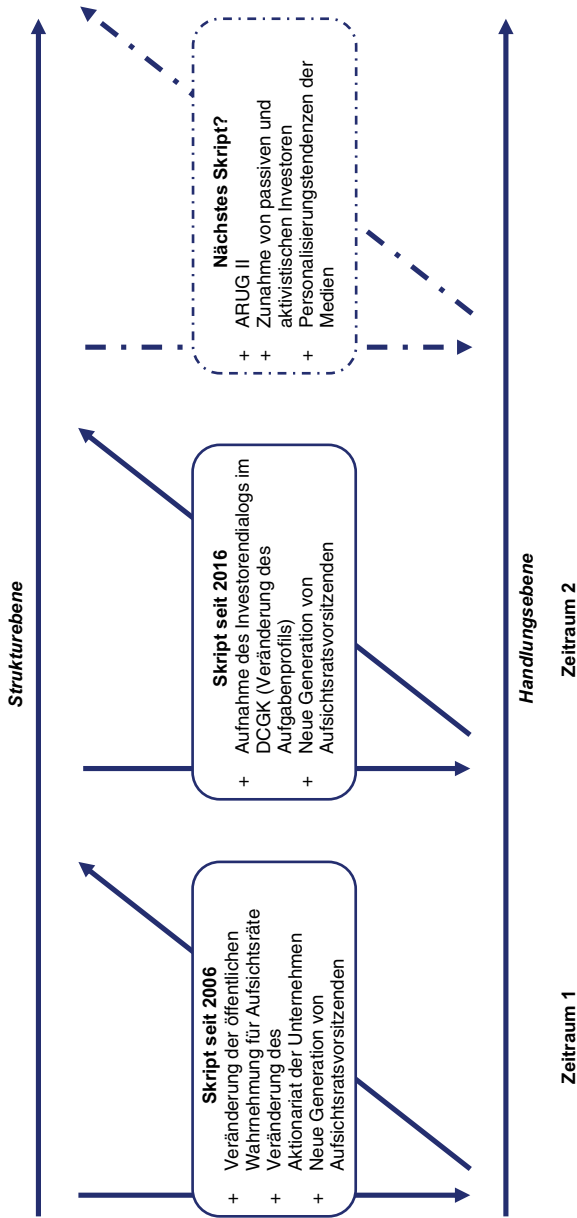 Strukturebene
Skript seit 2006
+ Veränderung der öffentlichen
Wahrnehmung für Aufsichtsräte
+ Veränderung des
Aktionariat der Unternehmen
+ Neue Generation von
Aufsichtsratsvorsitzenden
Skript seit 2016
+ Aufnahme des Investorendialogs im
DCGK (Veränderung des
Aufgabenprofils)
+ Neue Generation von
Aufsichtsratsvorsitzenden
Nächstes Skript?
+ ARUG II
+ Zunahme von passiven und
aktivistischen Investoren
+ Personalisierungstendenzen der
Medien
Handlungsebene
Zeitraum 1
Zeitraum 2